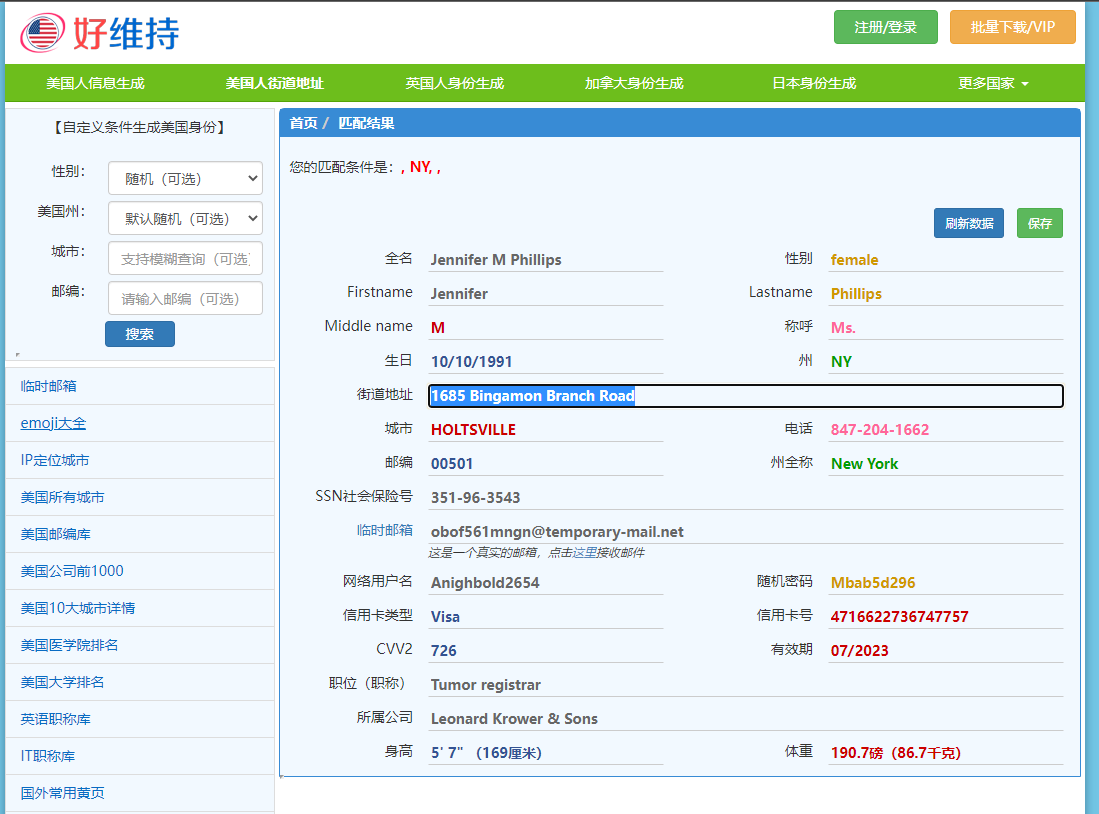 好维持
注册/登录 批量下载/VIP
美国人信息生成 美国人街道地址 英国人身份生成 加拿大身份生成 日本身份生成 更多国家
【自定义条件生成美国身份】
性别： 随机（可选）
美国州： 默认随机（可选）
城市： 支持模糊查询（可选）
邮编： 请输入邮编（可选）
搜索
临时邮箱
emoji大全
IP定位城市
美国所有城市
美国邮编库
美国公司前1000
美国10大城市详情
美国医学院排名
美国大学排名
英语职称库
IT职称库
国外常用黄页
首页 / 匹配结果
您的匹配条件是：, NY, ,
刷新数据 保存
全名 Jennifer M Phillips 性别 female
Firstname Jennifer Lastname Phillips
Middle name M 称呼 Ms.
生日 10/10/1991 州 NY
街道地址 1685 Bingamon Branch Road
城市 HOLTSVILLE 电话 847-204-1662
邮编 00501 州全称 New York
SSN社会保险号 351-96-3543
临时邮箱 obof561mngn@temporary-mail.net
这是一个真实的邮箱，点击这里接收邮件
网络用户名 Anighbold2654 随机密码 Mbab5d296
信用卡类型 Visa 信用卡号 4716622736747757
CVV2 726 有效期 07/2023
职位（职称） Tumor registrar
所属公司 Leonard Krower & Sons
身高 5' 7" （169厘米） 体重 190.7磅（86.7千克）